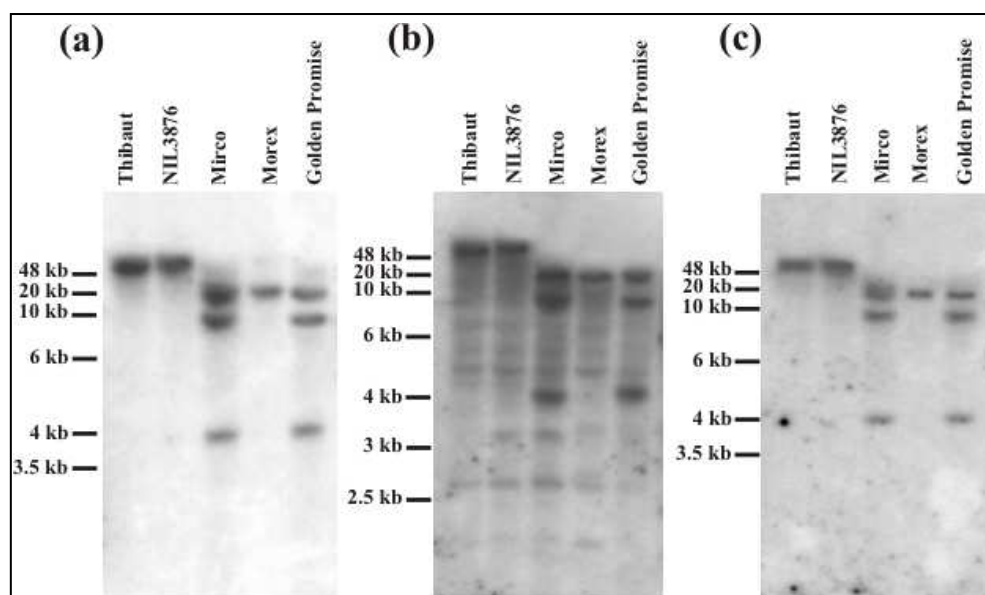 (a)
Thibaut
NIL3876
Mirco
Morex
Golden Promise
48 kb
20 kb
10 kb
6 kb
4 kb
3.5 kb
(b)
Thibaut
NIL3876
Mirco
Morex
Golden Promise
48 kb
20 kb
10 kb
6 kb
4 kb
3 kb
2.5 kb
(c)
Thibaut
NIL3876
Mirco
Morex
Golden Promise
48 kb
20 kb
10 kb
6 kb
4 kb
3.5 kb